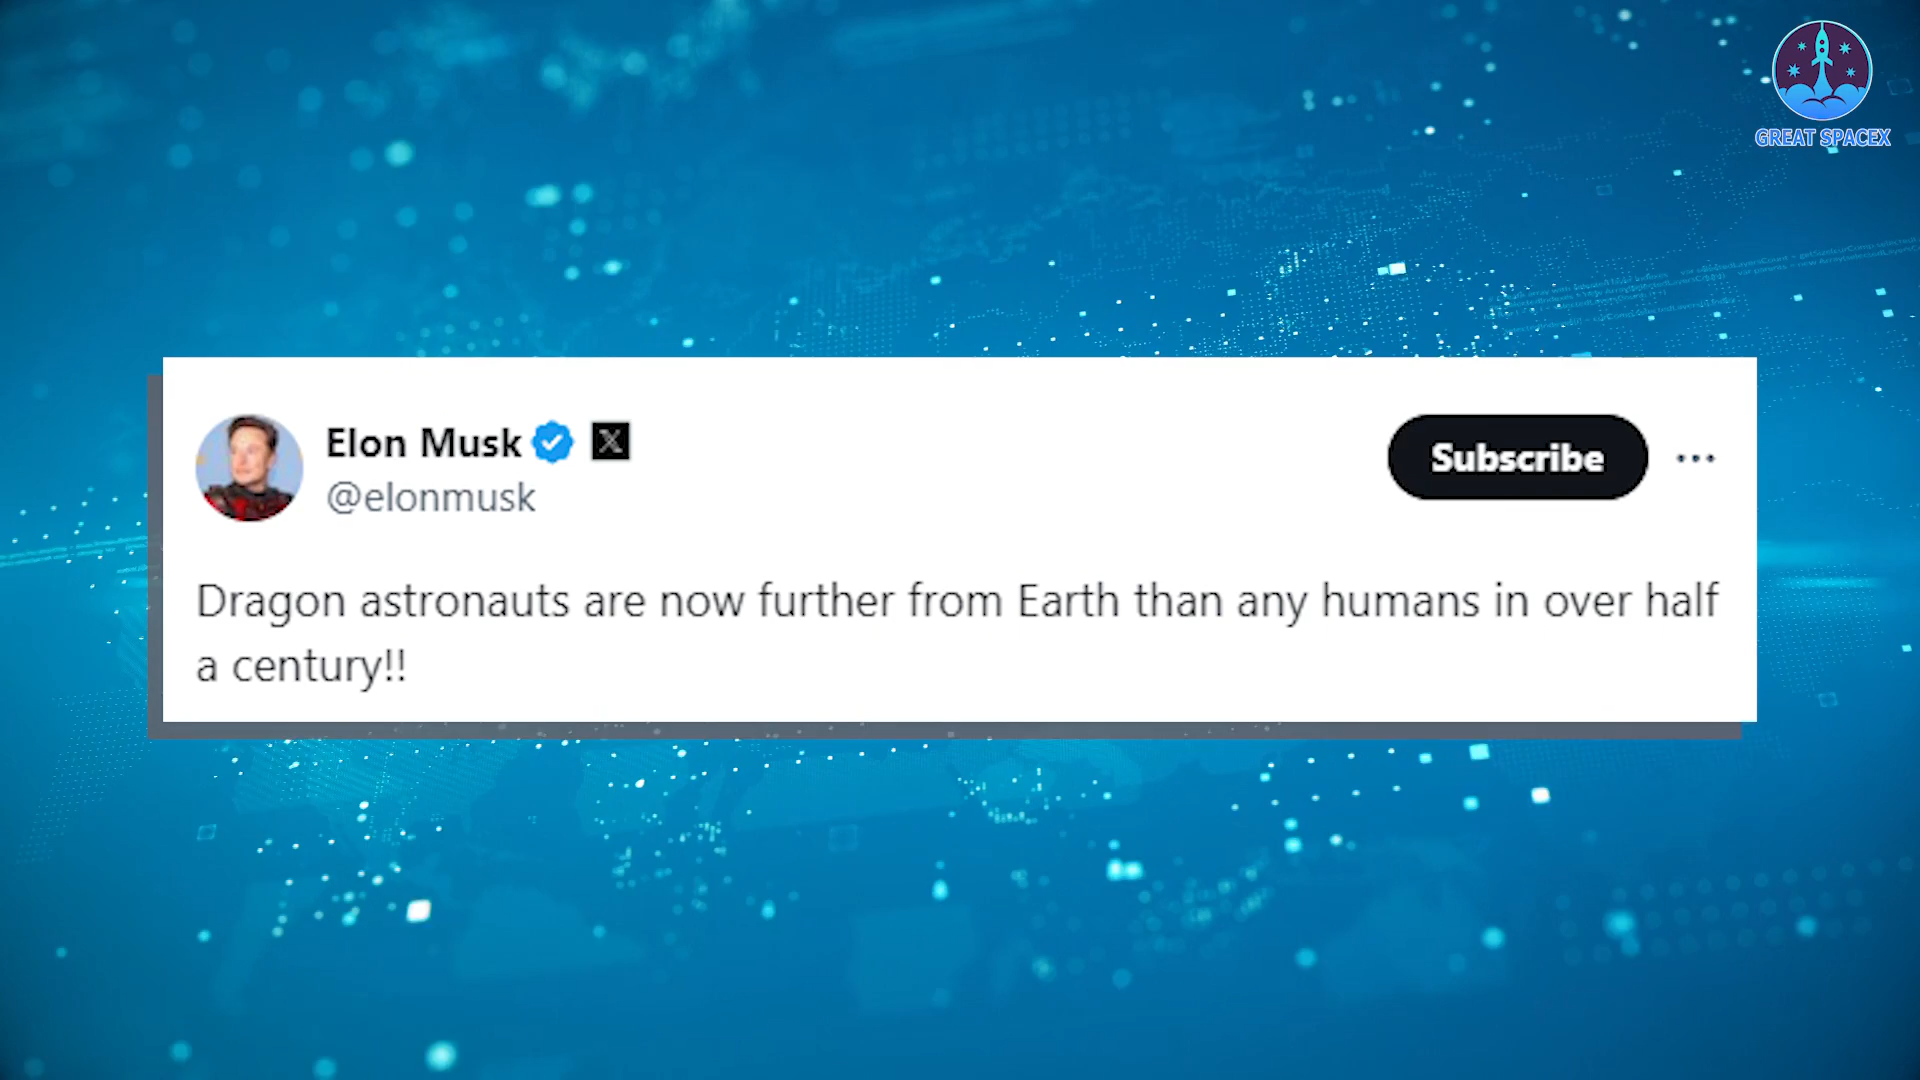 GREAT SPACEX
Elon Musk
@elonmusk
Subscribe
Dragon astronauts are now further from Earth than any humans in over half
a century!!